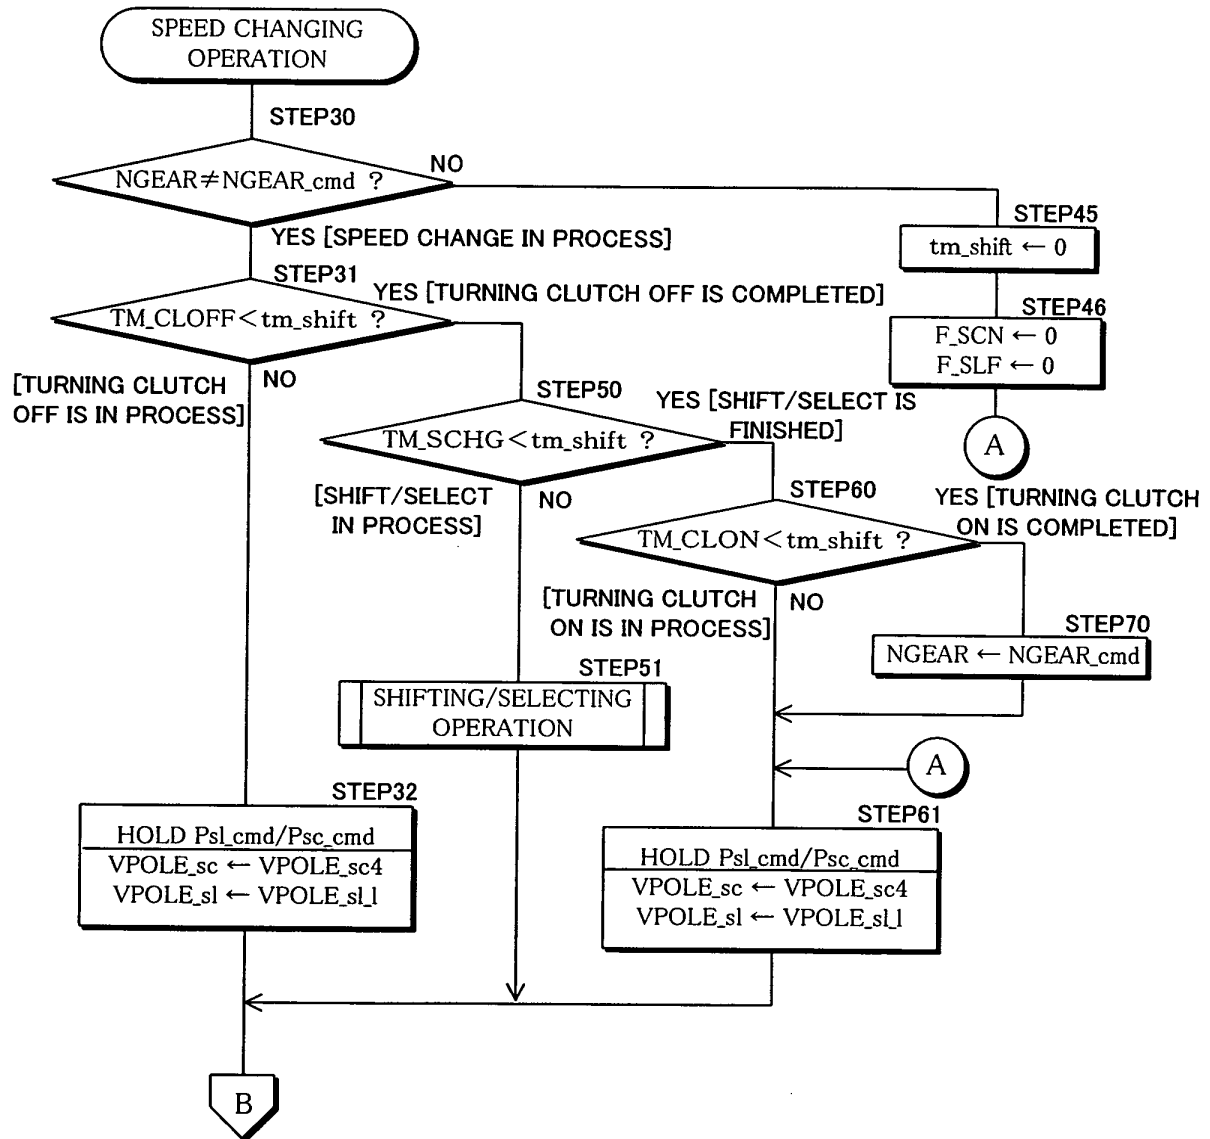 SPEED CHANGING
OPERATION
STEP30
NGEAR≠NGEAR_cmd ?
NO
YES [SPEED CHANGE IN PROCESS]
STEP45
tm_shift ← 0
STEP31
YES [TURNING CLUTCH OFF IS COMPLETED]
TM_CLOFF<tm_shift ?
STEP46
F_SCN ← 0
F_SLF ← 0
A
NO
[TURNING CLUTCH
OFF IS IN PROCESS]
STEP50
YES [SHIFT/SELECT IS
FINISHED]
TM_SCHG<tm_shift ?
[SHIFT/SELECT
IN PROCESS]
NO
STEP60
YES [TURNING CLUTCH
ON IS COMPLETED]
TM_CLON<tm_shift ?
[TURNING CLUTCH
ON IS IN PROCESS]
NO
STEP70
NGEAR ← NGEAR_cmd
STEP51
SHIFTING/SELECTING
OPERATION
A
STEP32
HOLD Psl_cmd/Psc_cmd
VPOLE_sc ← VPOLE_sc4
VPOLE_sl ← VPOLE_sl_l
STEP61
HOLD Psl_cmd/Psc_cmd
VPOLE_sc ← VPOLE_sc4
VPOLE_sl ← VPOLE_sl_l
B